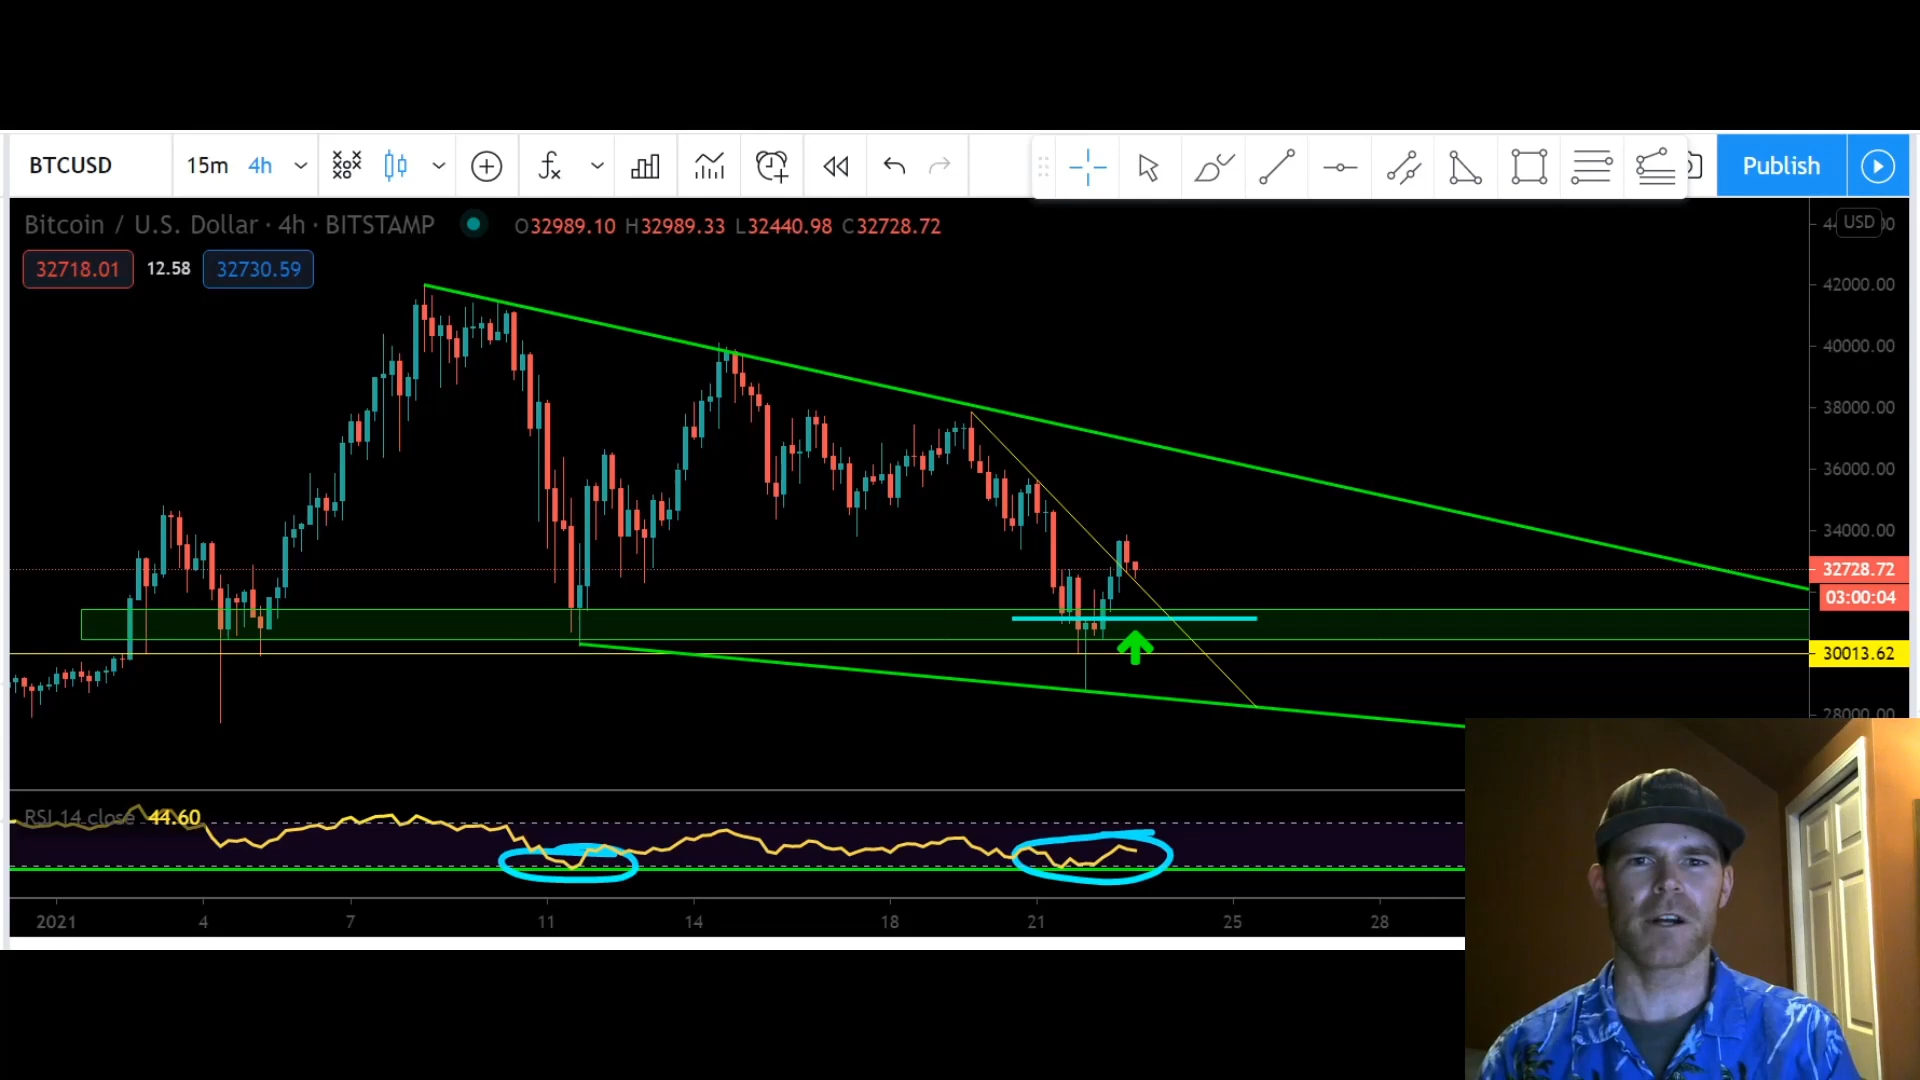 BTCUSD 15m 4h Publish
Bitcoin / U.S. Dollar · 4h · BITSTAMP O32989.10 H32989.33 L32440.98 C32728.72 USD
32718.01 12.58 32730.59
42000.00
40000.00
38000.00
36000.00
34000.00
32728.72
03:00:04
30013.62
28000.00
RSI 14 close 44.60
2021 4 7 11 14 18 21 25 28